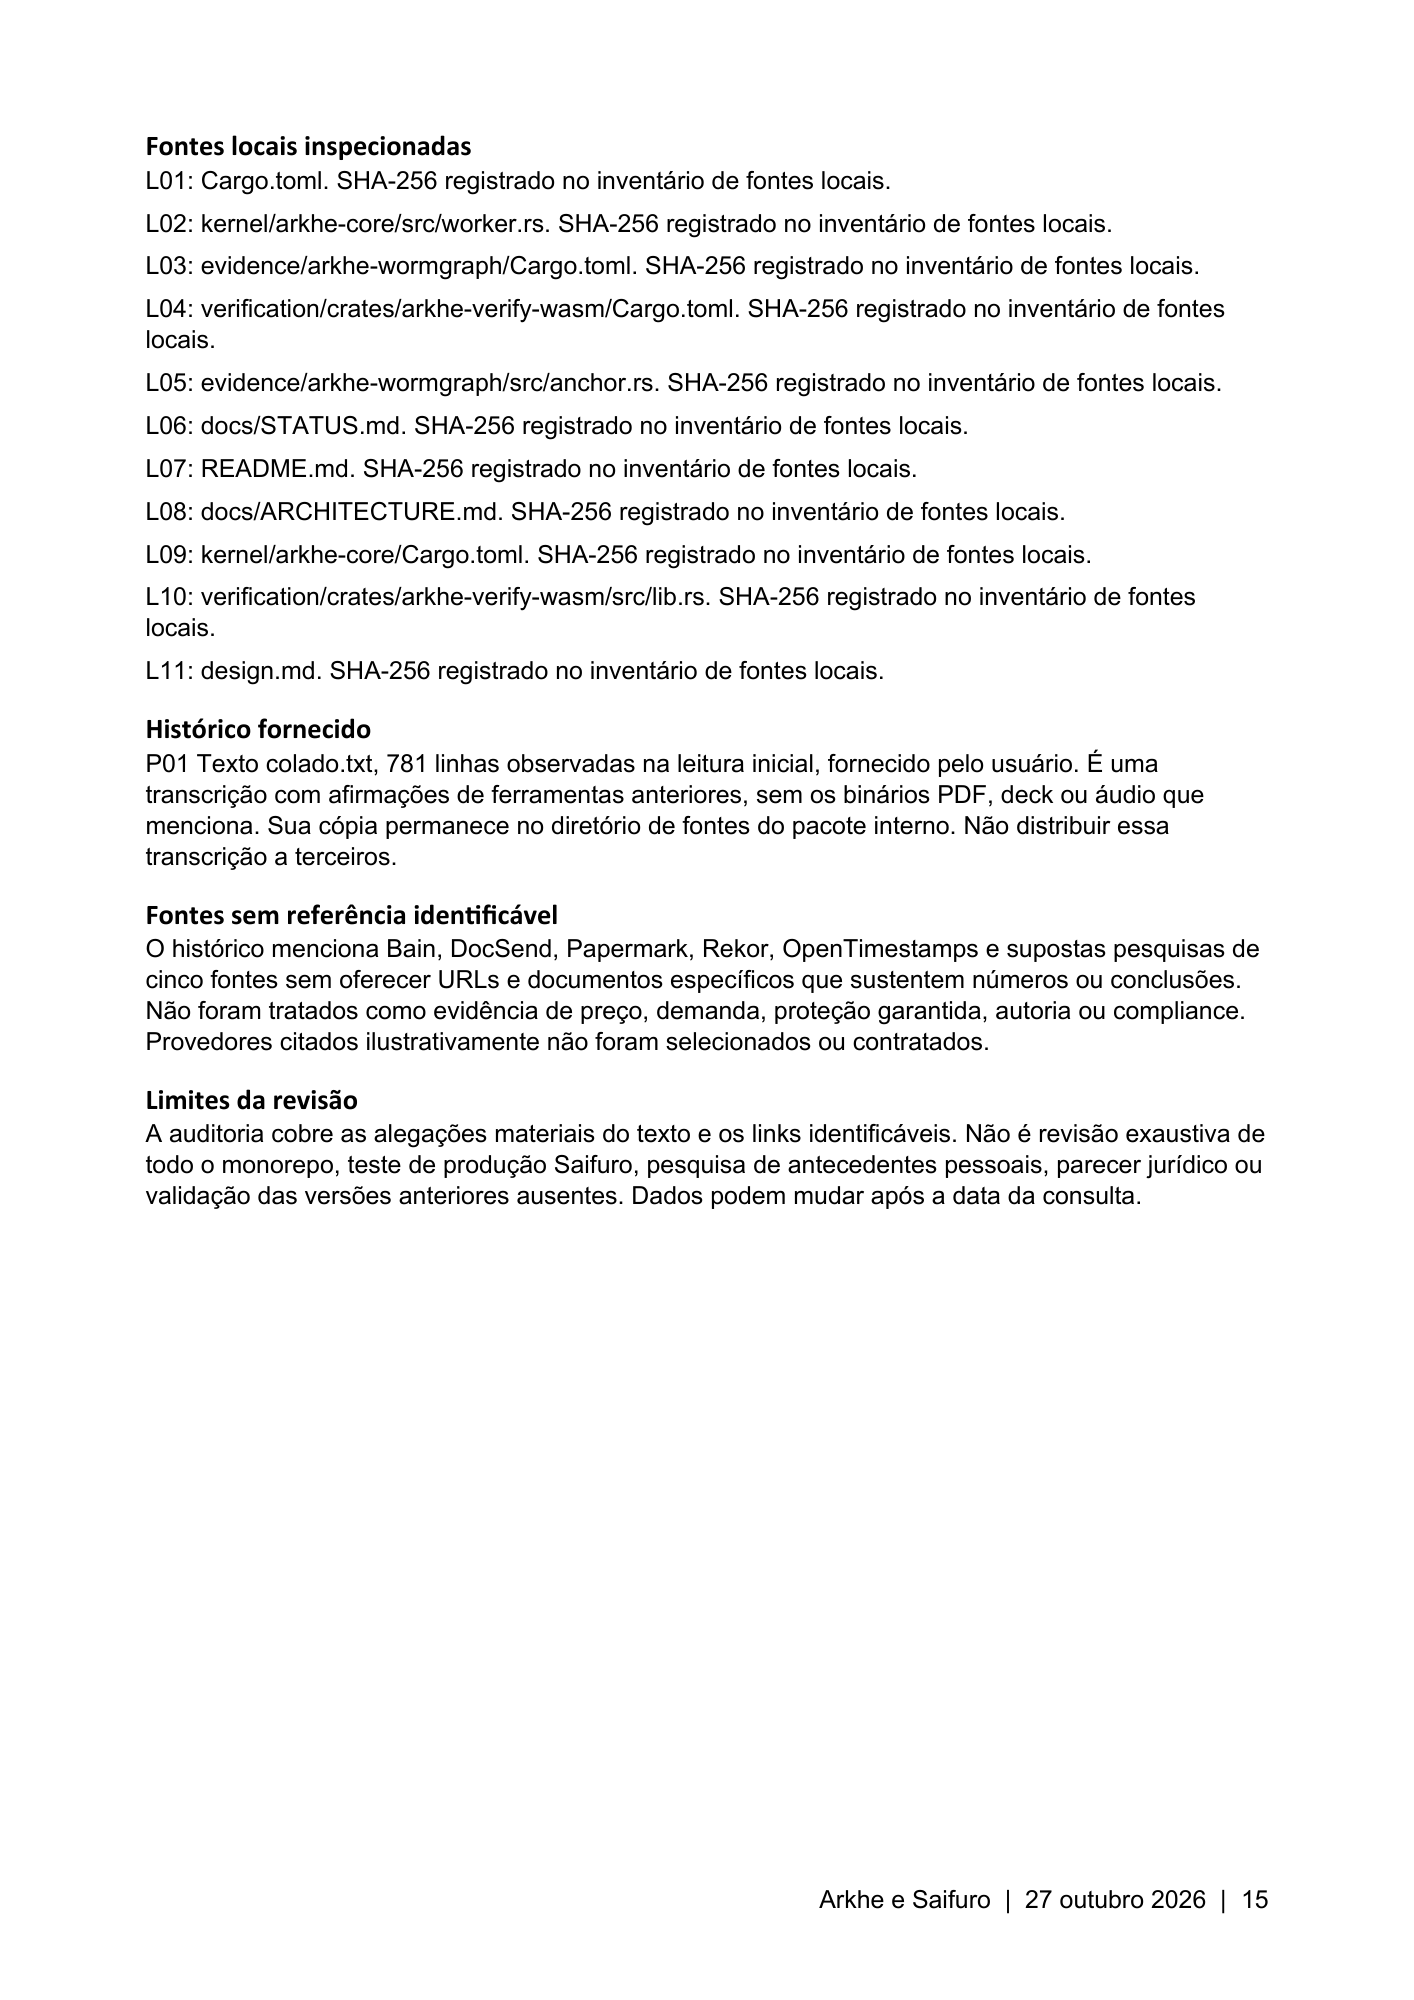 Fontes locais inspecionadas
L01: Cargo.toml. SHA-256 registrado no inventário de fontes locais.
L02: kernel/arkhe-core/src/worker.rs. SHA-256 registrado no inventário de fontes locais.
L03: evidence/arkhe-wormgraph/Cargo.toml. SHA-256 registrado no inventário de fontes locais.
L04: verification/crates/arkhe-verify-wasm/Cargo.toml. SHA-256 registrado no inventário de fontes
locais.
L05: evidence/arkhe-wormgraph/src/anchor.rs. SHA-256 registrado no inventário de fontes locais.
L06: docs/STATUS.md. SHA-256 registrado no inventário de fontes locais.
L07: README.md. SHA-256 registrado no inventário de fontes locais.
L08: docs/ARCHITECTURE.md. SHA-256 registrado no inventário de fontes locais.
L09: kernel/arkhe-core/Cargo.toml. SHA-256 registrado no inventário de fontes locais.
L10: verification/crates/arkhe-verify-wasm/src/lib.rs. SHA-256 registrado no inventário de fontes
locais.
L11: design.md. SHA-256 registrado no inventário de fontes locais.
Histórico fornecido
P01 Texto colado.txt, 781 linhas observadas na leitura inicial, fornecido pelo usuário. É uma
transcrição com afirmações de ferramentas anteriores, sem os binários PDF, deck ou áudio que
menciona. Sua cópia permanece no diretório de fontes do pacote interno. Não distribuir essa
transcrição a terceiros.
Fontes sem referência identificável
O histórico menciona Bain, DocSend, Papermark, Rekor, OpenTimestamps e supostas pesquisas de
cinco fontes sem oferecer URLs e documentos específicos que sustentem números ou conclusões.
Não foram tratados como evidência de preço, demanda, proteção garantida, autoria ou compliance.
Provedores citados ilustrativamente não foram selecionados ou contratados.
Limites da revisão
A auditoria cobre as alegações materiais do texto e os links identificáveis. Não é revisão exaustiva de
todo o monorepo, teste de produção Saifuro, pesquisa de antecedentes pessoais, parecer jurídico ou
validação das versões anteriores ausentes. Dados podem mudar após a data da consulta.
Arkhe e Saifuro | 27 outubro 2026 | 15